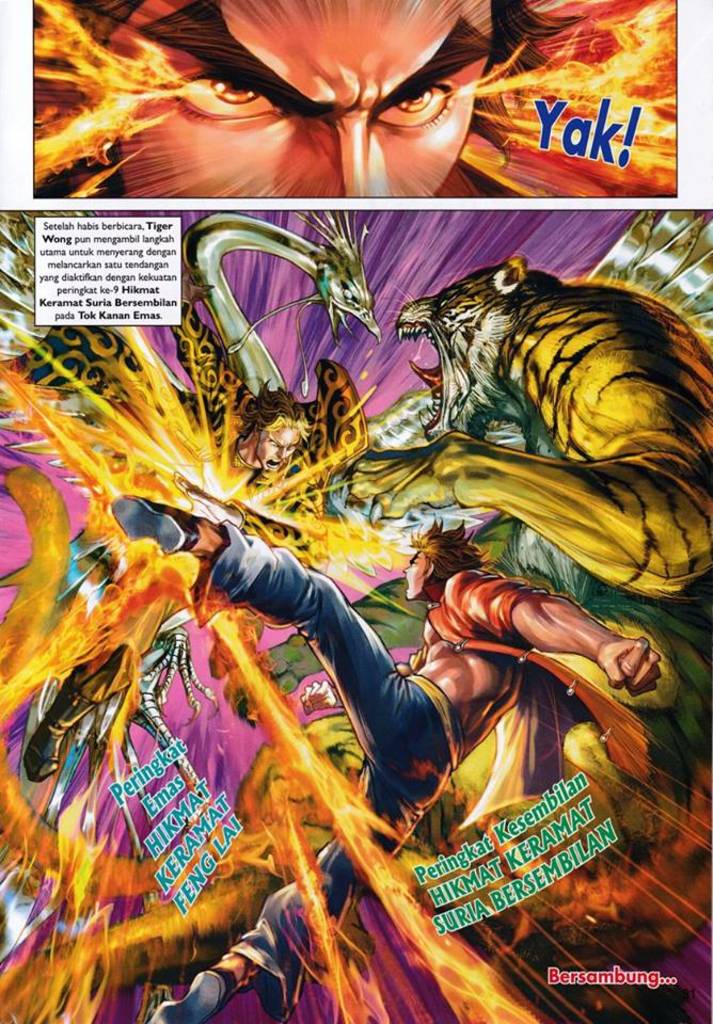 Yak!
Setelah habis berbicara, Tiger
Wong pun mengambil langkah
utama untuk menyerang dengan
melancarkan satu tendangan
yang diaktifkan dengan kekuatan
peringkat ke-9 Hikmat
Keramat Suria Bersembilan
pada Tok Kanan Emas.
Peringkat
Emas
HIKMAT
KERAMAT
FENG LAI
Peringkat Kesembilan
HIKMAT KERAMAT
SURIA BERSEMBILAN
Bersambung...